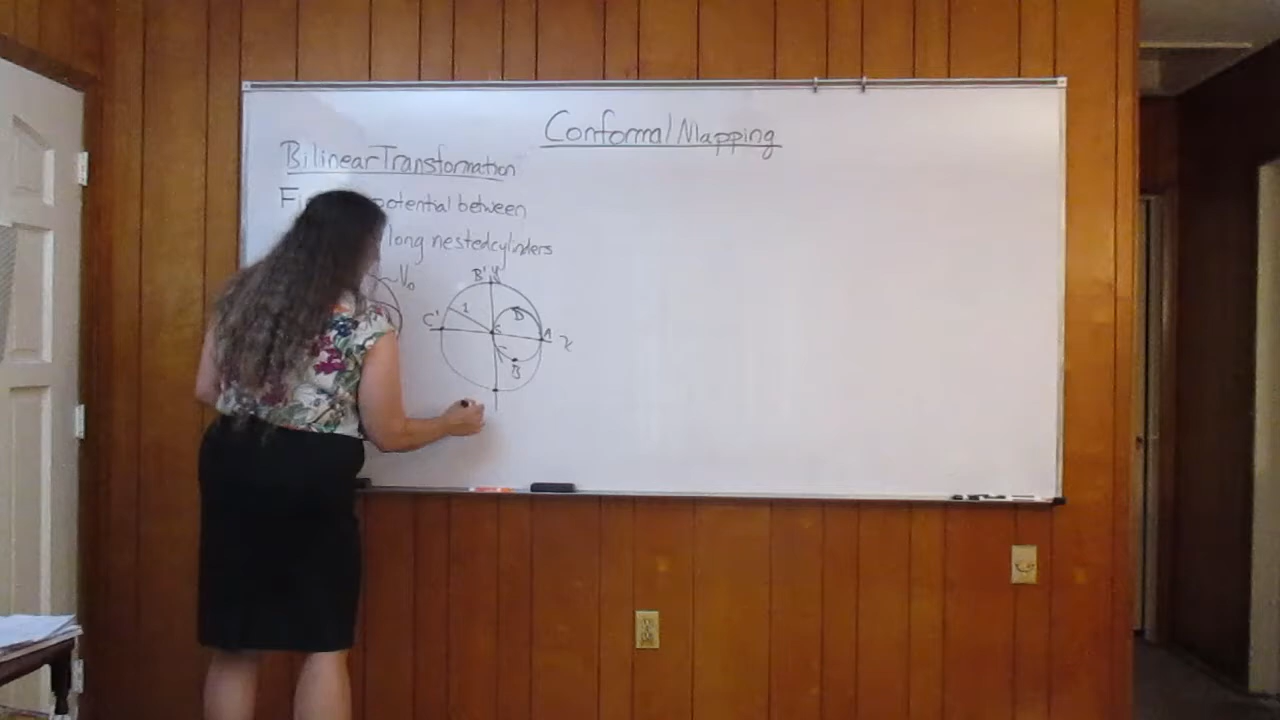 Conformal Mapping
Bilinear Transformation
potential between
long nested cylinders
V₀
B' y
C' 1 D A x
B